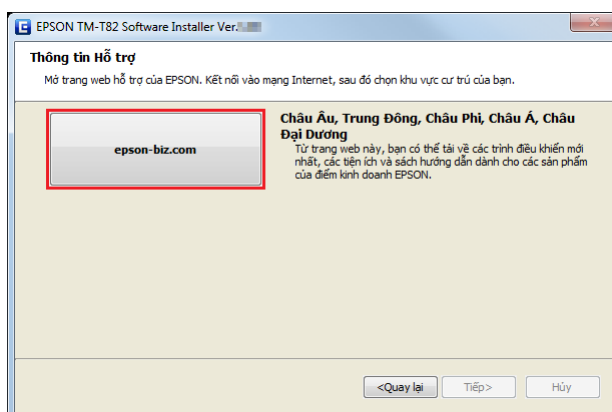 EPSON TM-T82 Software Installer Ver.
Thông tin Hỗ trợ
Mở trang web hỗ trợ của EPSON. Kết nối vào mạng Internet, sau đó chọn khu vực cư trú của bạn.
epson-biz.com
Châu Âu, Trung Đông, Châu Phi, Châu Á, Châu
Đại Dương
Từ trang web này, bạn có thể tải về các trình điều khiển mới
nhất, các tiện ích và sách hướng dẫn dành cho các sản phẩm
của điểm kinh doanh EPSON.
<Quay lại
Tiếp>
Hủy